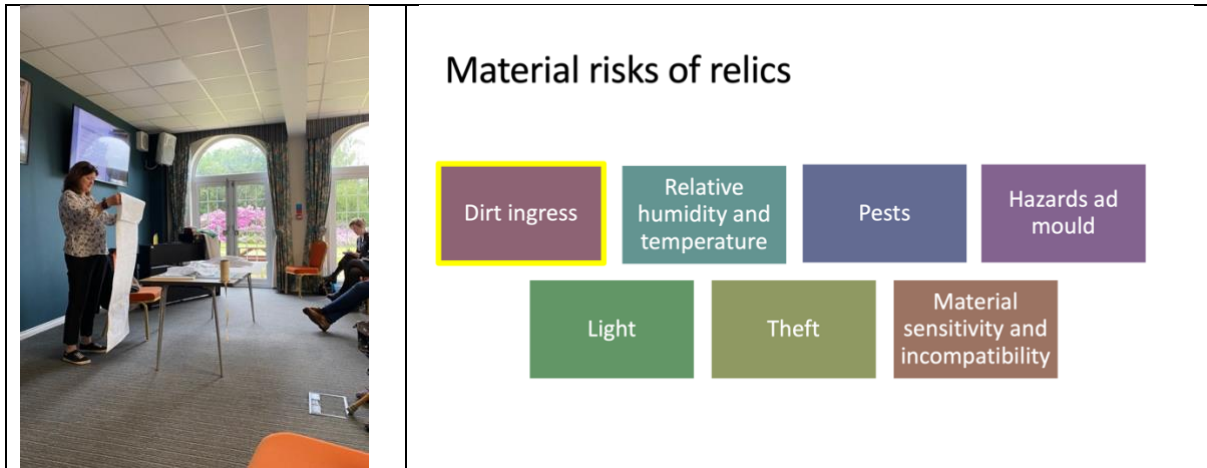 Material risks of relics
Dirt ingress
Relative
humidity and
temperature
Pests
Hazards ad
mould
Light
Theft
Material
sensitivity and
incompatibility